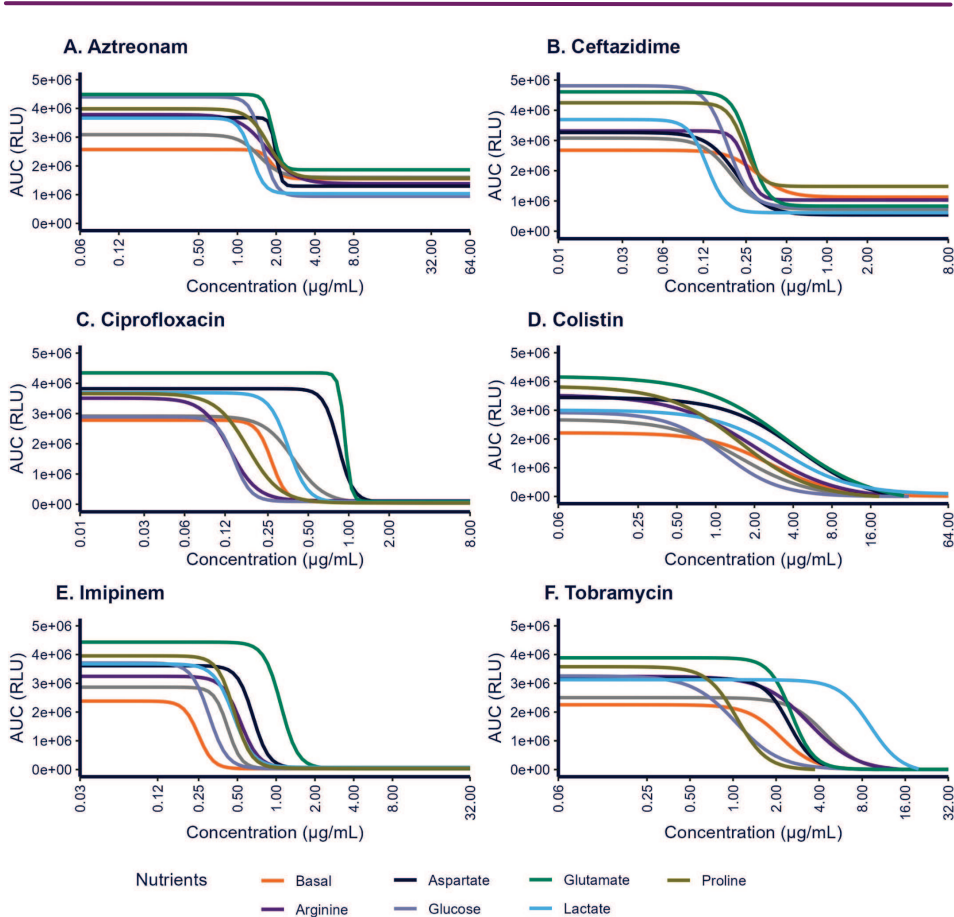 A. Aztreonam
B. Ceftazidime
AUC (RLU)
5e+06
4e+06
3e+06
2e+06
1e+06
0e+00
0.06 0.12 0.50 1.00 2.00 4.00 8.00 32.00 64.00
Concentration (µg/mL)
AUC (RLU)
5e+06
4e+06
3e+06
2e+06
1e+06
0e+00
0.01 0.03 0.06 0.12 0.25 0.50 1.00 2.00 8.00
Concentration (µg/mL)
C. Ciprofloxacin
D. Colistin
AUC (RLU)
5e+06
4e+06
3e+06
2e+06
1e+06
0e+00
0.01 0.03 0.06 0.12 0.25 0.50 1.00 2.00 8.00
Concentration (µg/mL)
AUC (RLU)
5e+06
4e+06
3e+06
2e+06
1e+06
0e+00
0.06 0.25 0.50 1.00 2.00 4.00 8.00 16.00 64.00
Concentration (µg/mL)
E. Imipinem
F. Tobramycin
AUC (RLU)
5e+06
4e+06
3e+06
2e+06
1e+06
0e+00
0.03 0.12 0.25 0.50 1.00 2.00 4.00 8.00 32.00
Concentration (µg/mL)
AUC (RLU)
5e+06
4e+06
3e+06
2e+06
1e+06
0e+00
0.06 0.25 0.50 1.00 2.00 4.00 8.00 16.00 32.00
Concentration (µg/mL)
Nutrients Basal Aspartate Glutamate Proline
Arginine Glucose Lactate